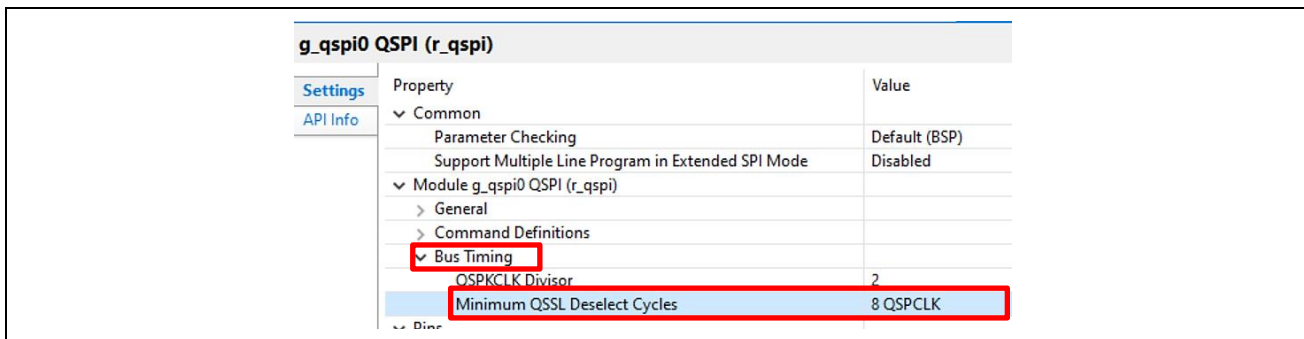 g_qspi0 QSPI (r_qspi)
Settings
API Info
Property Value
Common
Parameter Checking Default (BSP)
Support Multiple Line Program in Extended SPI Mode Disabled
Module g_qspi0 QSPI (r_qspi)
General
Command Definitions
Bus Timing
QSPKCLK Divisor 2
Minimum QSSL Deselect Cycles 8 QSPCLK
Pins